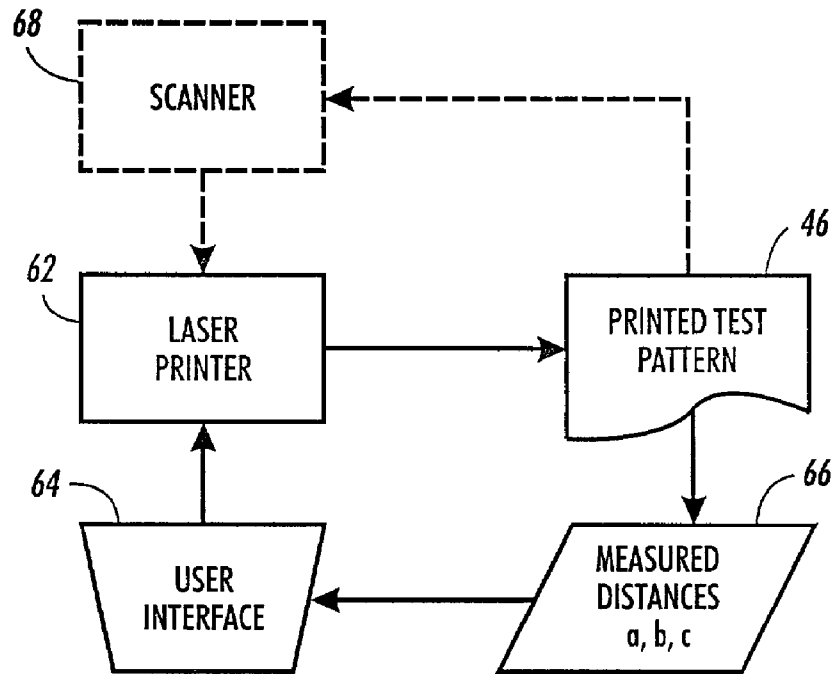 68
SCANNER
46
62
LASER
PRINTER
PRINTED TEST
PATTERN
64
66
USER
INTERFACE
MEASURED
DISTANCES
a, b, c